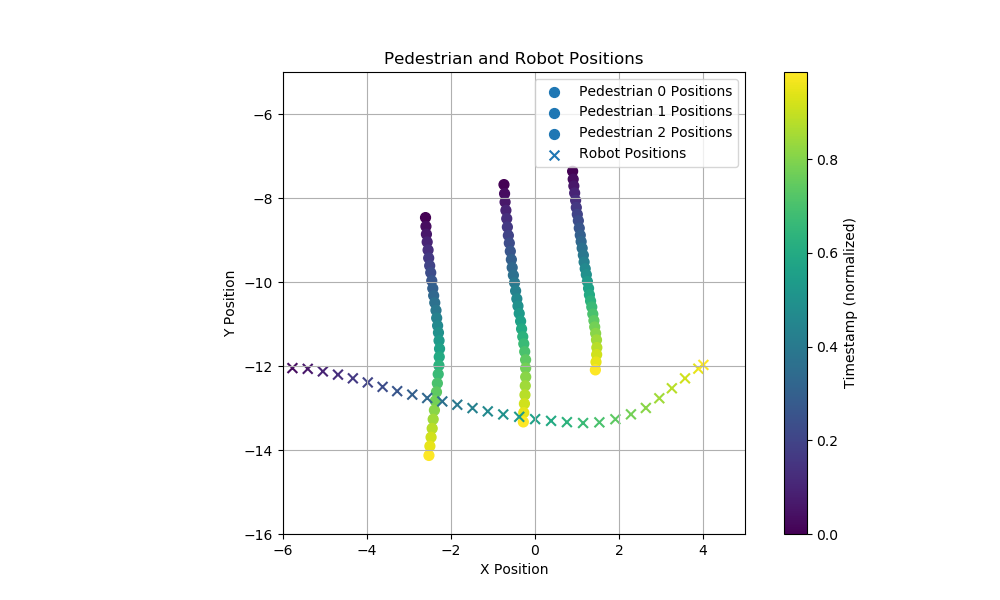 Pedestrian and Robot Positions
Pedestrian 0 Positions
Pedestrian 1 Positions
Pedestrian 2 Positions
Robot Positions
−6
−8
−10
−12
−14
−16
Y Position
−6 −4 −2 0 2 4
X Position
0.8
0.6
0.4
0.2
0.0
Timestamp (normalized)